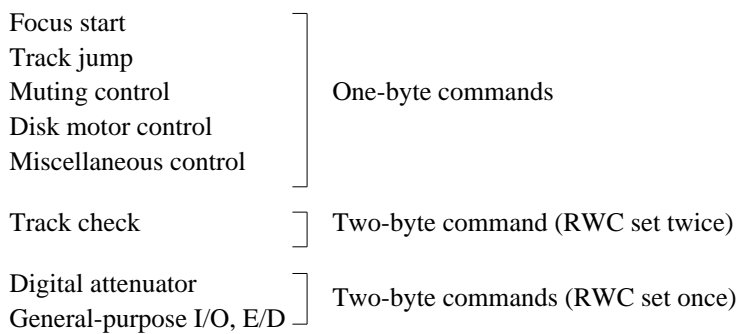 Focus start
Track jump
Muting control
One-byte commands
Disk motor control
Miscellaneous control
Track check
Two-byte command (RWC set twice)
Digital attenuator
Two-byte commands (RWC set once)
General-purpose I/O, E/D